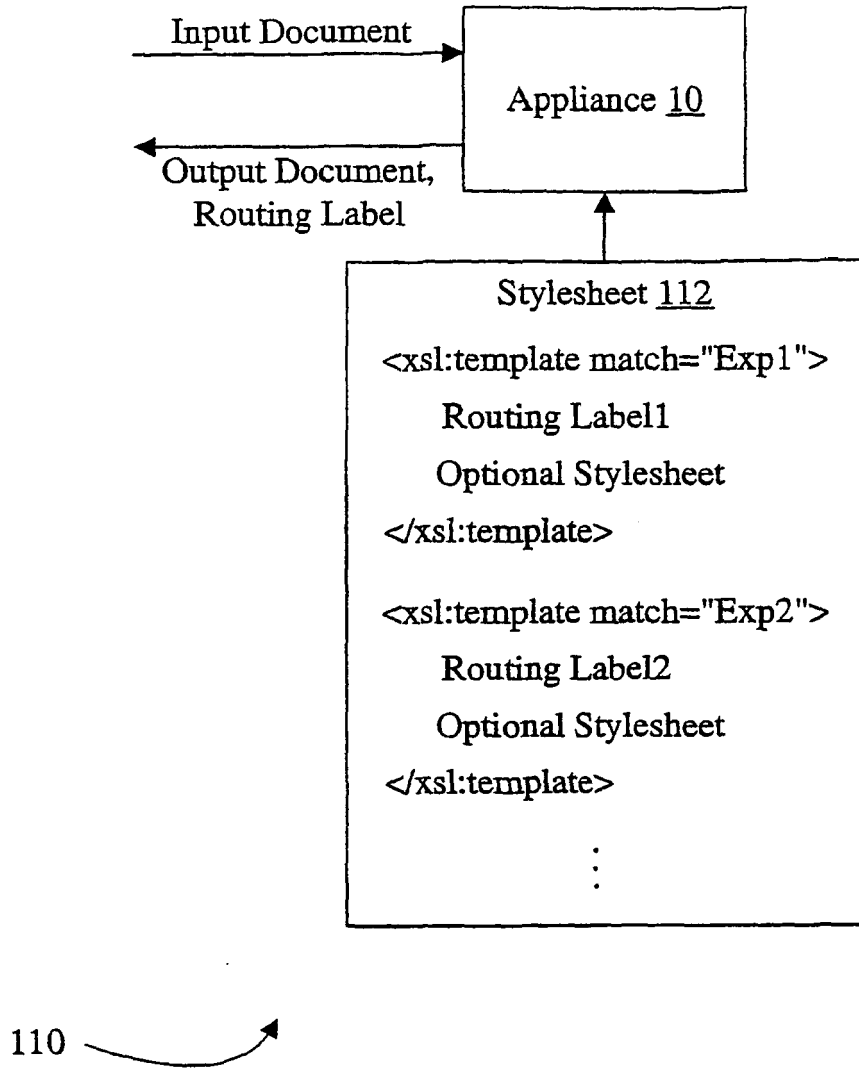 Input Document
Appliance 10
Output Document,
Routing Label
Stylesheet 112
<xsl:template match="Exp1">
Routing Label1
Optional Stylesheet
</xsl:template>
<xsl:template match="Exp2">
Routing Label2
Optional Stylesheet
</xsl:template>
110